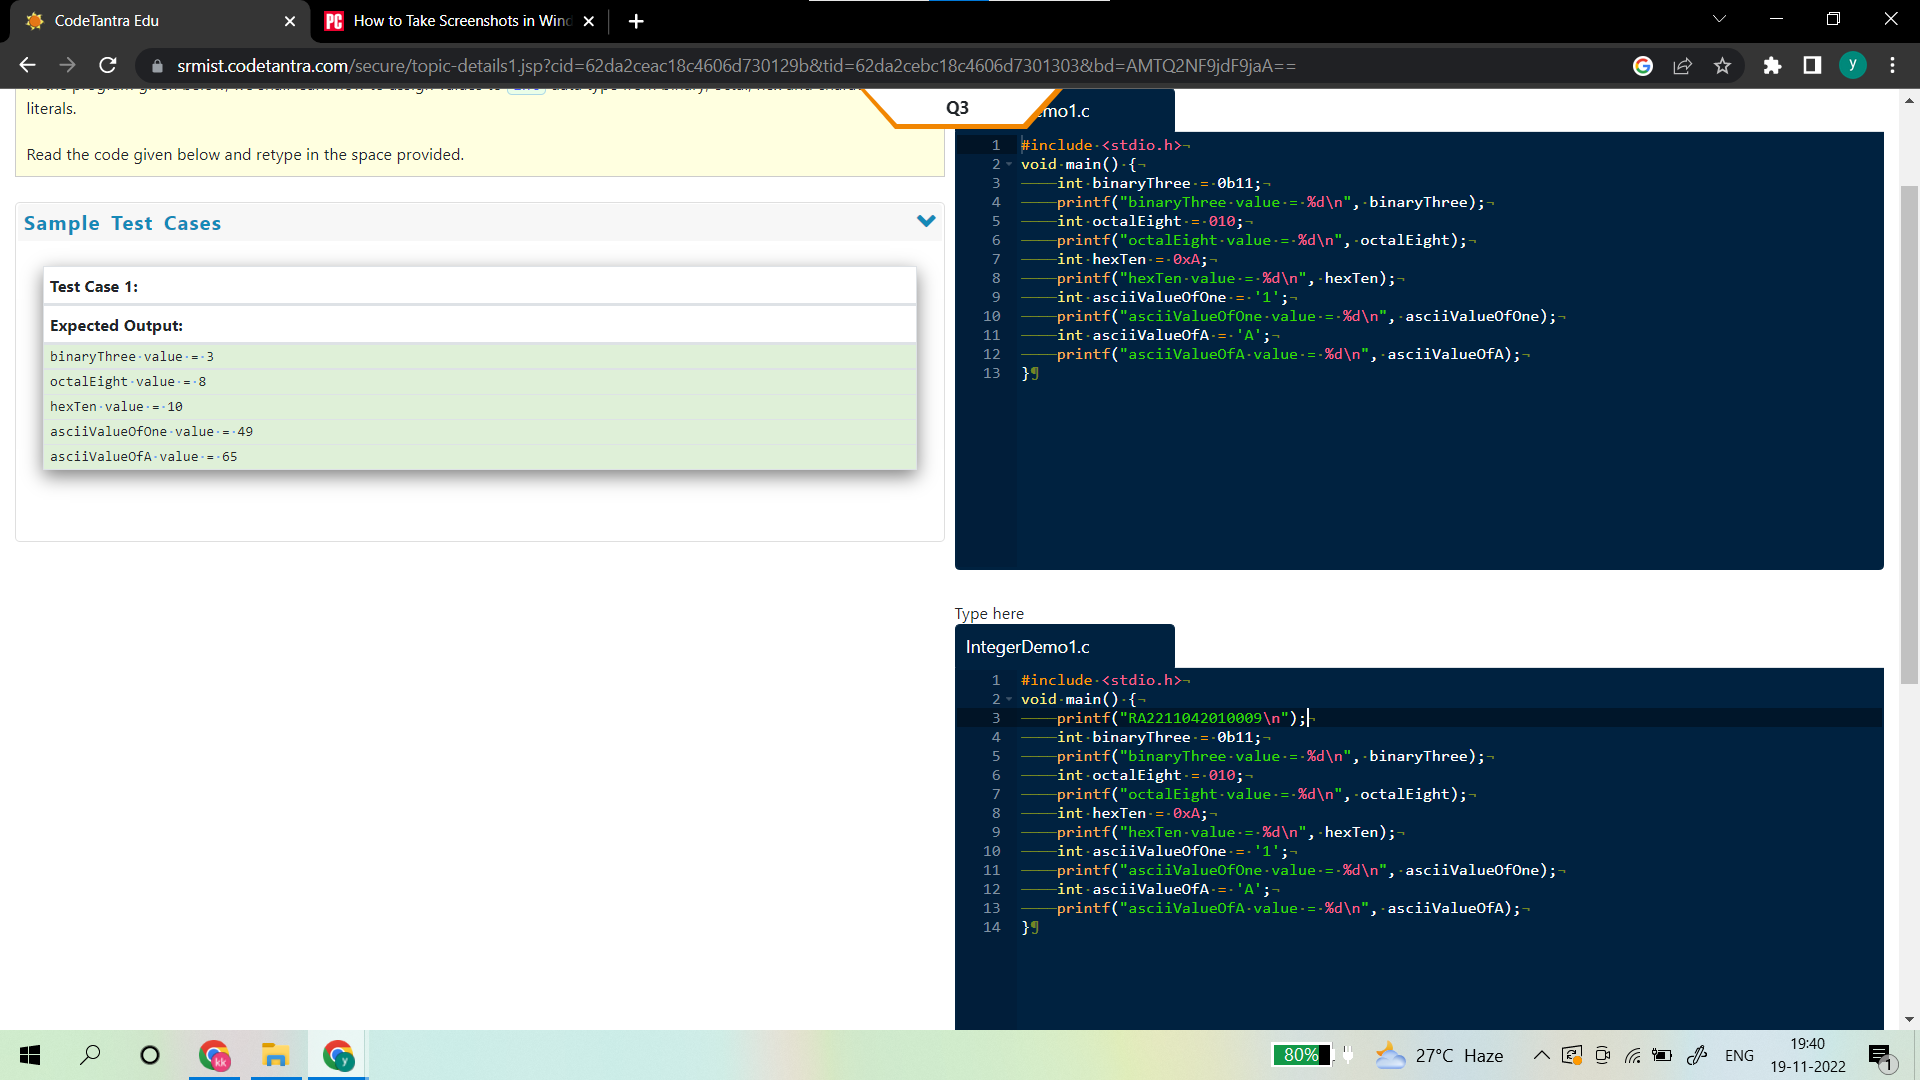 CodeTantra Edu
How to Take Screenshots in Wind
srmist.codetantra.com/secure/topic-details1.jsp?cid=62da2ceac18c4606d730129b&tid=62da2cebc18c4606d7301303&bd=AMTQ2NF9jdF9jaA==
y
literals.
Read the code given below and retype in the space provided.
Sample Test Cases
Test Case 1:
Expected Output:
binaryThree value = 3
octalEight value = 8
hexTen value = 10
asciiValueOfOne value = 49
asciiValueOfA value = 65
Q3
emo1.c
1 #include <stdio.h>
2 void main() {
3 int binaryThree = 0b11;
4 printf("binaryThree value = %d\n", binaryThree);
5 int octalEight = 010;
6 printf("octalEight value = %d\n", octalEight);
7 int hexTen = 0xA;
8 printf("hexTen value = %d\n", hexTen);
9 int asciiValueOfOne = '1';
10 printf("asciiValueOfOne value = %d\n", asciiValueOfOne);
11 int asciiValueOfA = 'A';
12 printf("asciiValueOfA value = %d\n", asciiValueOfA);
13 }
Type here
IntegerDemo1.c
1 #include <stdio.h>
2 void main() {
3 printf("RA2211042010009\n");
4 int binaryThree = 0b11;
5 printf("binaryThree value = %d\n", binaryThree);
6 int octalEight = 010;
7 printf("octalEight value = %d\n", octalEight);
8 int hexTen = 0xA;
9 printf("hexTen value = %d\n", hexTen);
10 int asciiValueOfOne = '1';
11 printf("asciiValueOfOne value = %d\n", asciiValueOfOne);
12 int asciiValueOfA = 'A';
13 printf("asciiValueOfA value = %d\n", asciiValueOfA);
14 }
kk
y
80%
27°C Haze
ENG
19:40
19-11-2022
1